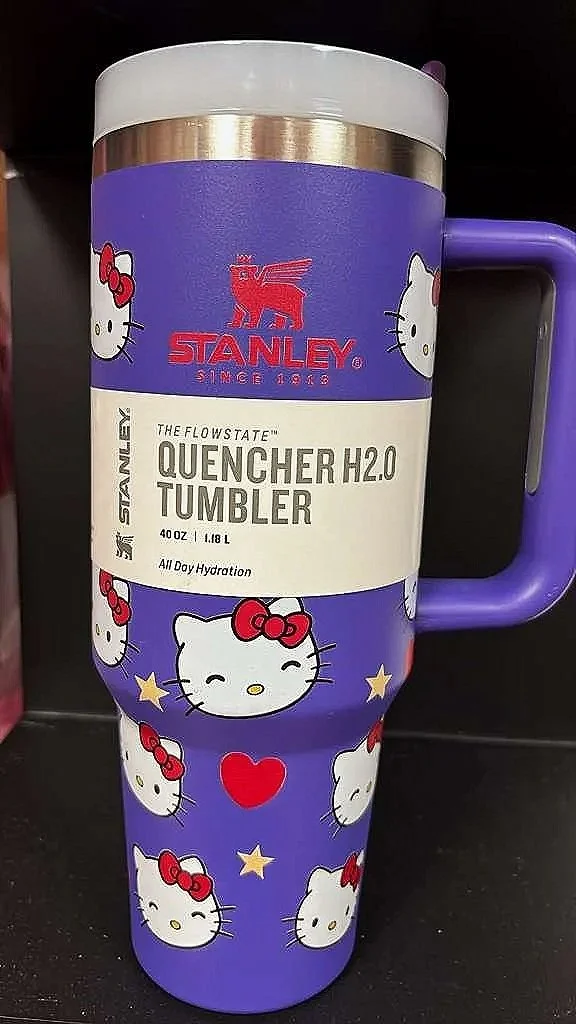 STANLEY®
SINCE 1913
STANLEY®
THE FLOWSTATE™
QUENCHER H2.0
TUMBLER
40 OZ | 1.18 L
All Day Hydration